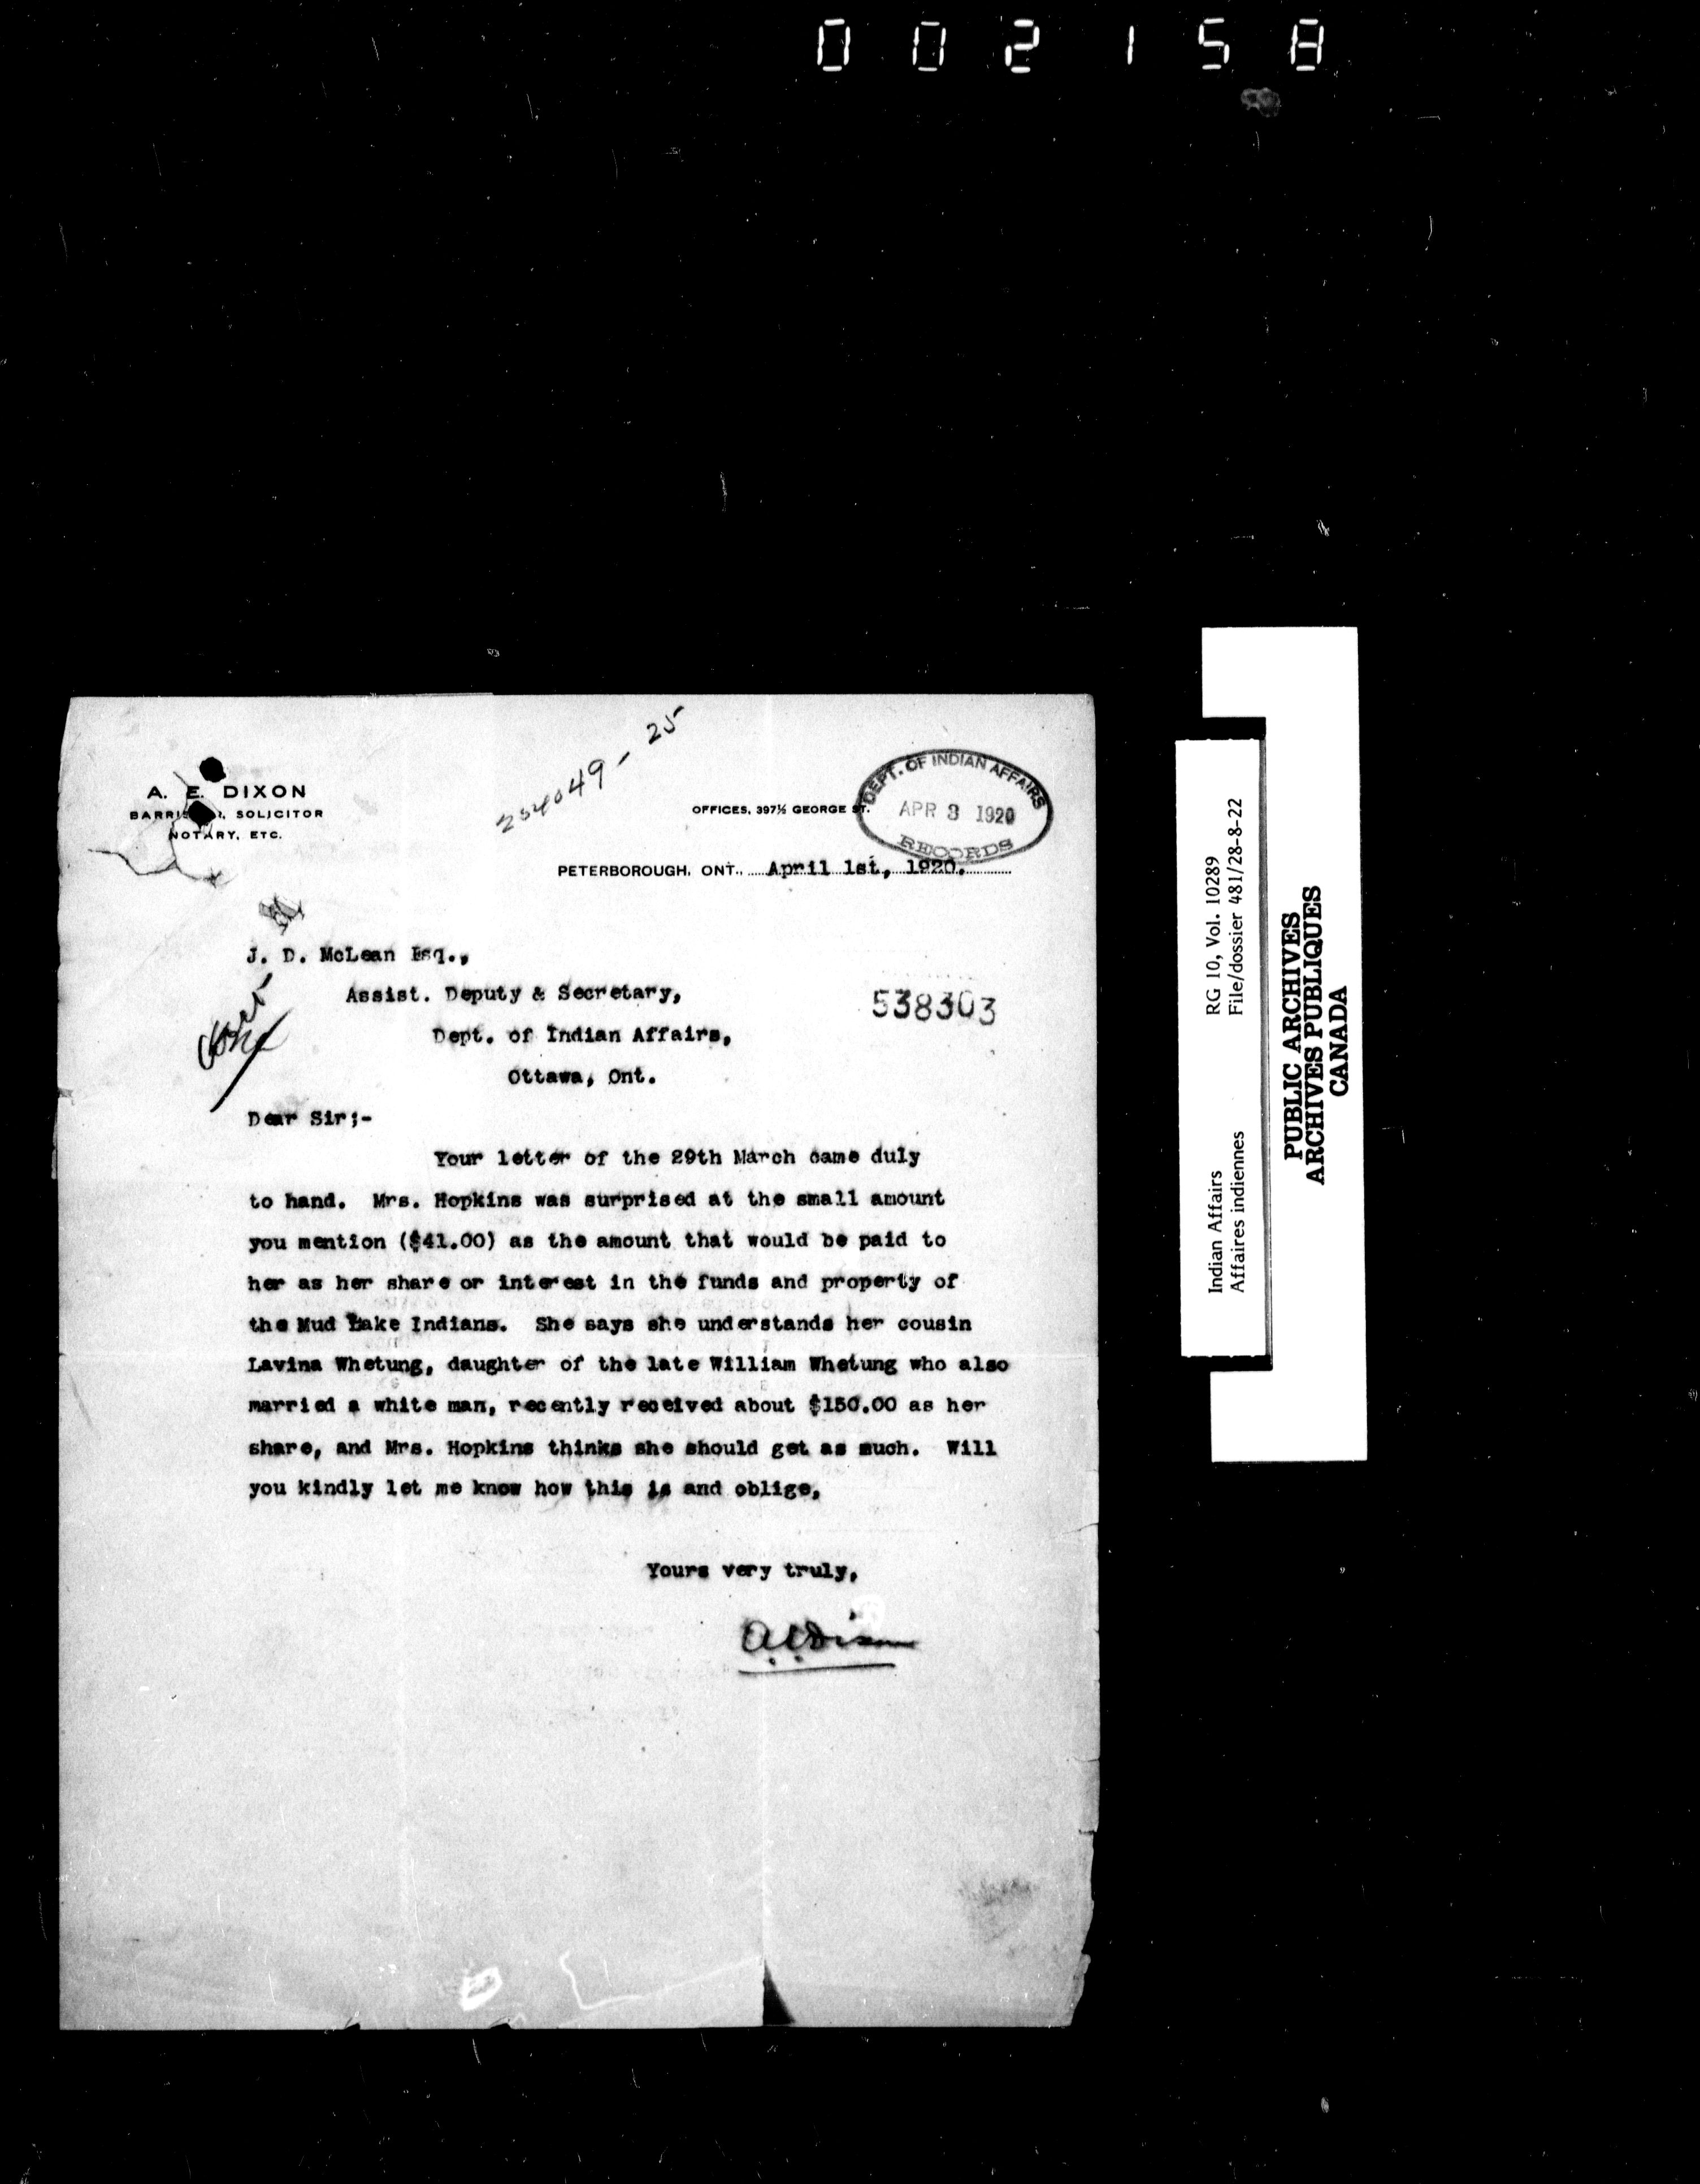 002158
254049-25
A. E. DIXON
BARRISTER, SOLICITOR
NOTARY, ETC.
OFFICES, 397½ GEORGE ST.
DEPT. OF INDIAN AFFAIRS
APR 3 1920
RECORDS
PETERBOROUGH, ONT., April 1st, 1920.
J. D. McLean Esq.,
Assist. Deputy & Secretary,
538303
Dept. of Indian Affairs,
Ottawa, Ont.
Dear Sir;-
Your letter of the 29th March came duly
to hand. Mrs. Hopkins was surprised at the small amount
you mention ($41.00) as the amount that would be paid to
her as her share or interest in the funds and property of
the Mud Lake Indians. She says she understands her cousin
Lavina Whetung, daughter of the late William Whetung who also
married a white man, recently received about $150.00 as her
share, and Mrs. Hopkins thinks she should get as much. Will
you kindly let me know how this is and oblige,
Yours very truly,
A.E.Dixon
Indian Affairs RG 10, Vol. 10289
Affaires indiennes File/dossier 481/28-8-22
PUBLIC ARCHIVES
ARCHIVES PUBLIQUES
CANADA